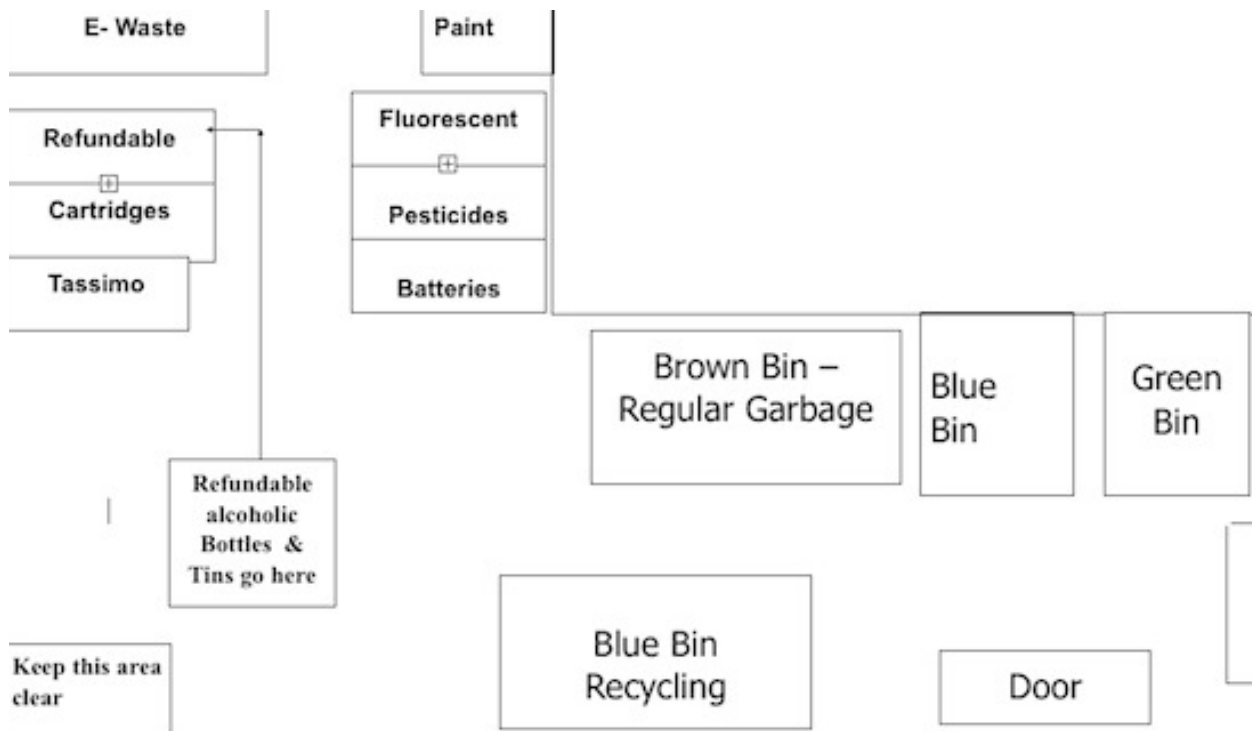 E- Waste
Paint
Refundable
Cartridges
Tassimo
Fluorescent
Pesticides
Batteries
Brown Bin –
Regular Garbage
Blue
Bin
Green
Bin
Refundable
alcoholic
Bottles &
Tins go here
Keep this area
clear
Blue Bin
Recycling
Door